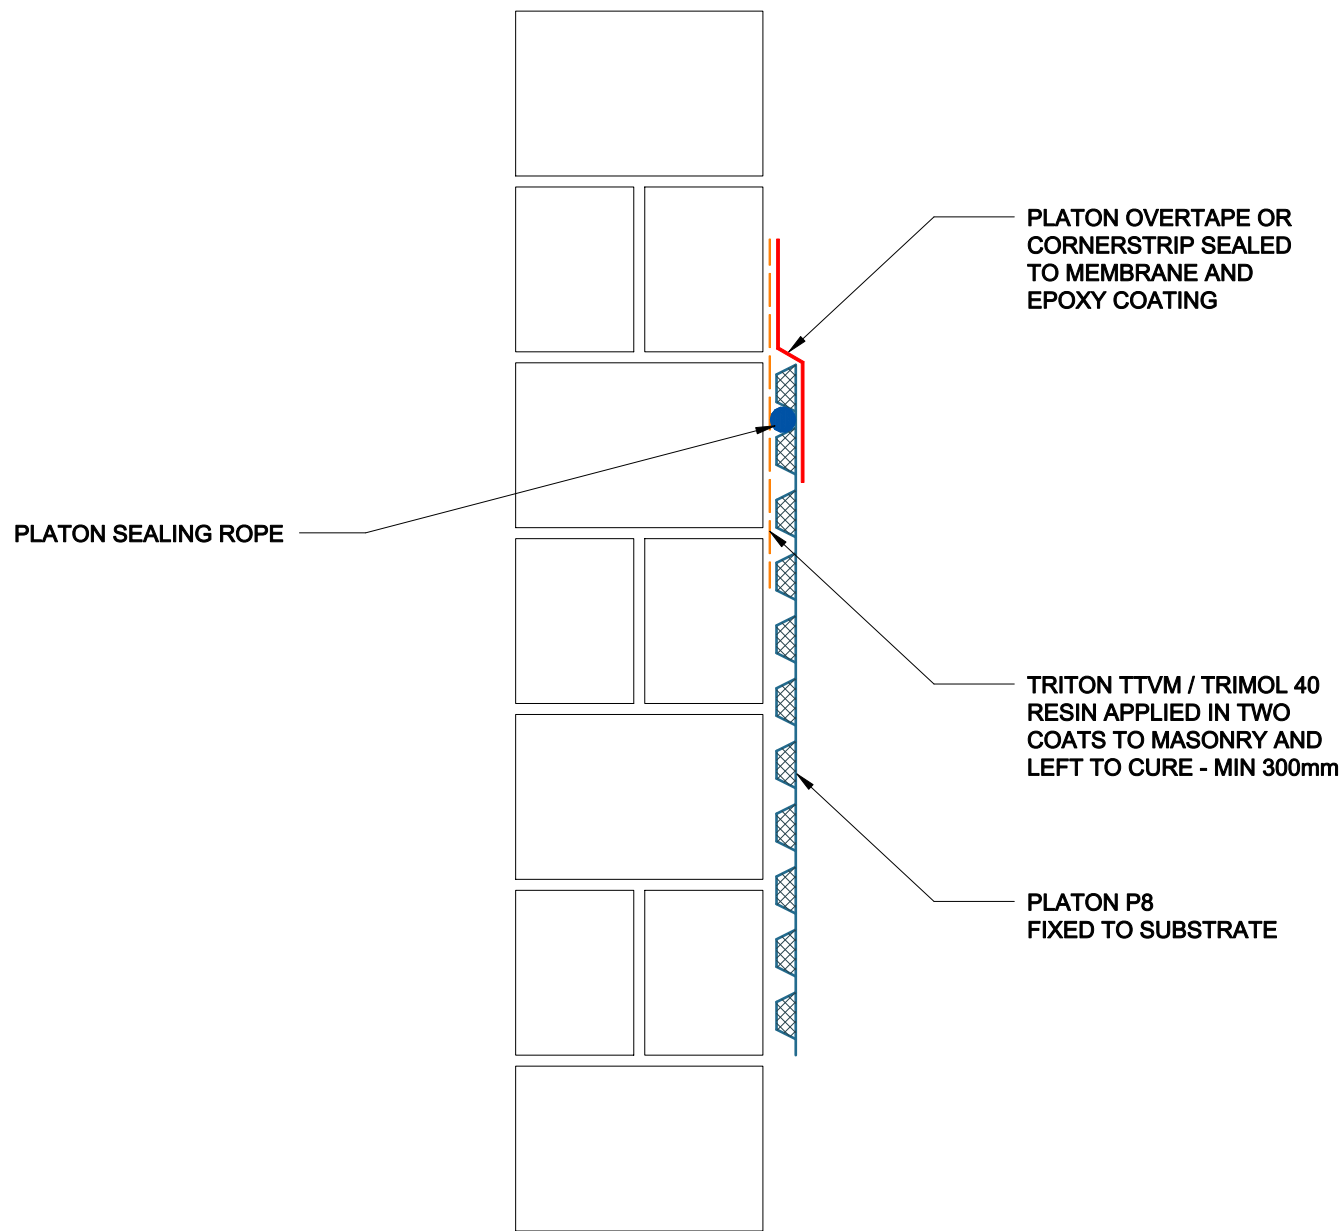 PLATON OVERTAPE OR
CORNERSTRIP SEALED
TO MEMBRANE AND
EPOXY COATING
PLATON SEALING ROPE
TRITON TTVM / TRIMOL 40
RESIN APPLIED IN TWO
COATS TO MASONRY AND
LEFT TO CURE - MIN 300mm
PLATON P8
FIXED TO SUBSTRATE